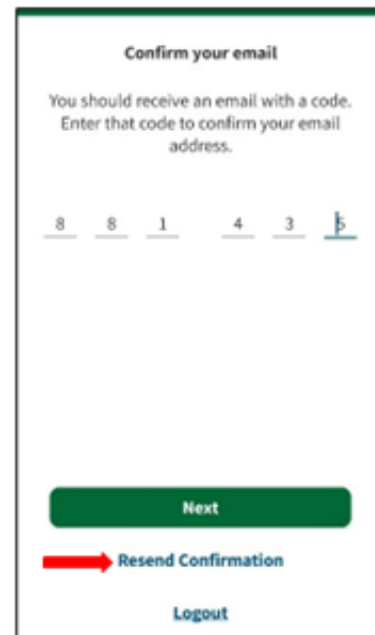 Confirm your email
You should receive an email with a code.
Enter that code to confirm your email
address.
8 8 1 4 3 5
Next
Resend Confirmation
Logout